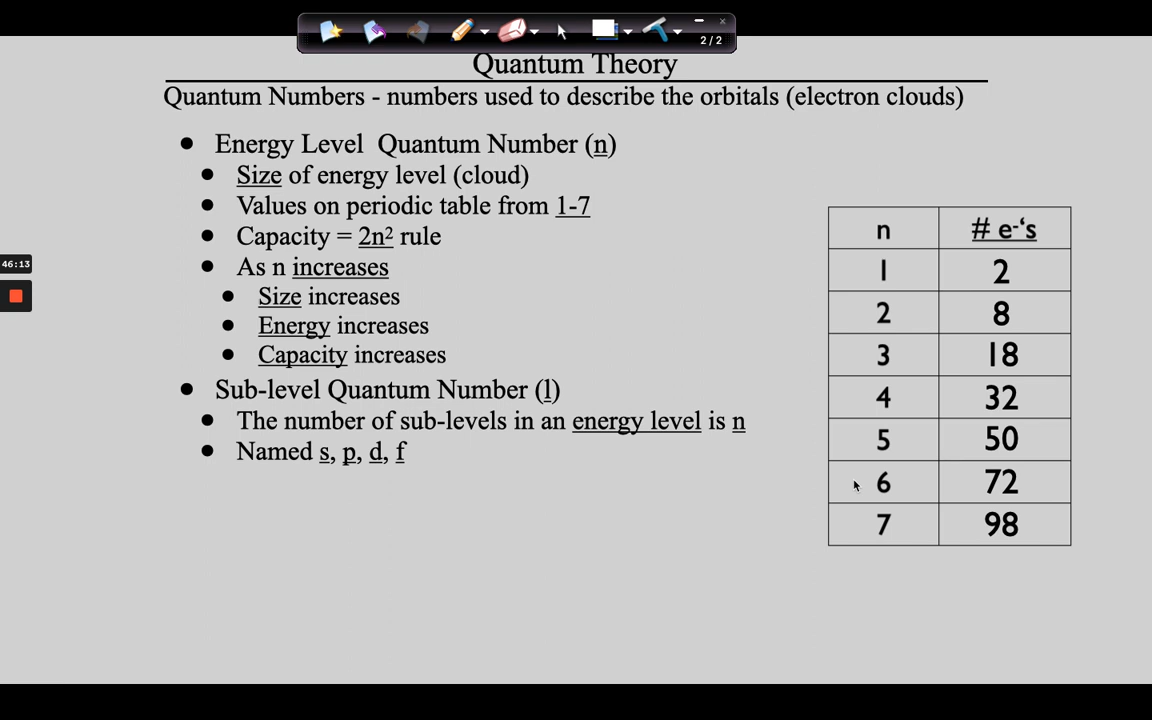 2 / 2
Quantum Theory
Quantum Numbers - numbers used to describe the orbitals (electron clouds)
● Energy Level Quantum Number (n)
● Size of energy level (cloud)
● Values on periodic table from 1-7
● Capacity = 2n² rule
● As n increases
● Size increases
● Energy increases
● Capacity increases
● Sub-level Quantum Number (l)
● The number of sub-levels in an energy level is n
● Named s, p, d, f
n # e⁻‘s
1 2
2 8
3 18
4 32
5 50
6 72
7 98
46:13